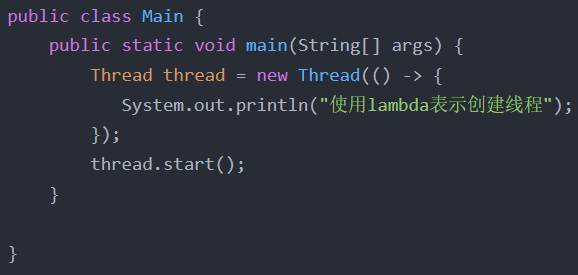 public class Main {
    public static void main(String[] args) {
        Thread thread = new Thread(() -> {
           System.out.println("使用lambda表示创建线程");
        });
        thread.start();
    }
}